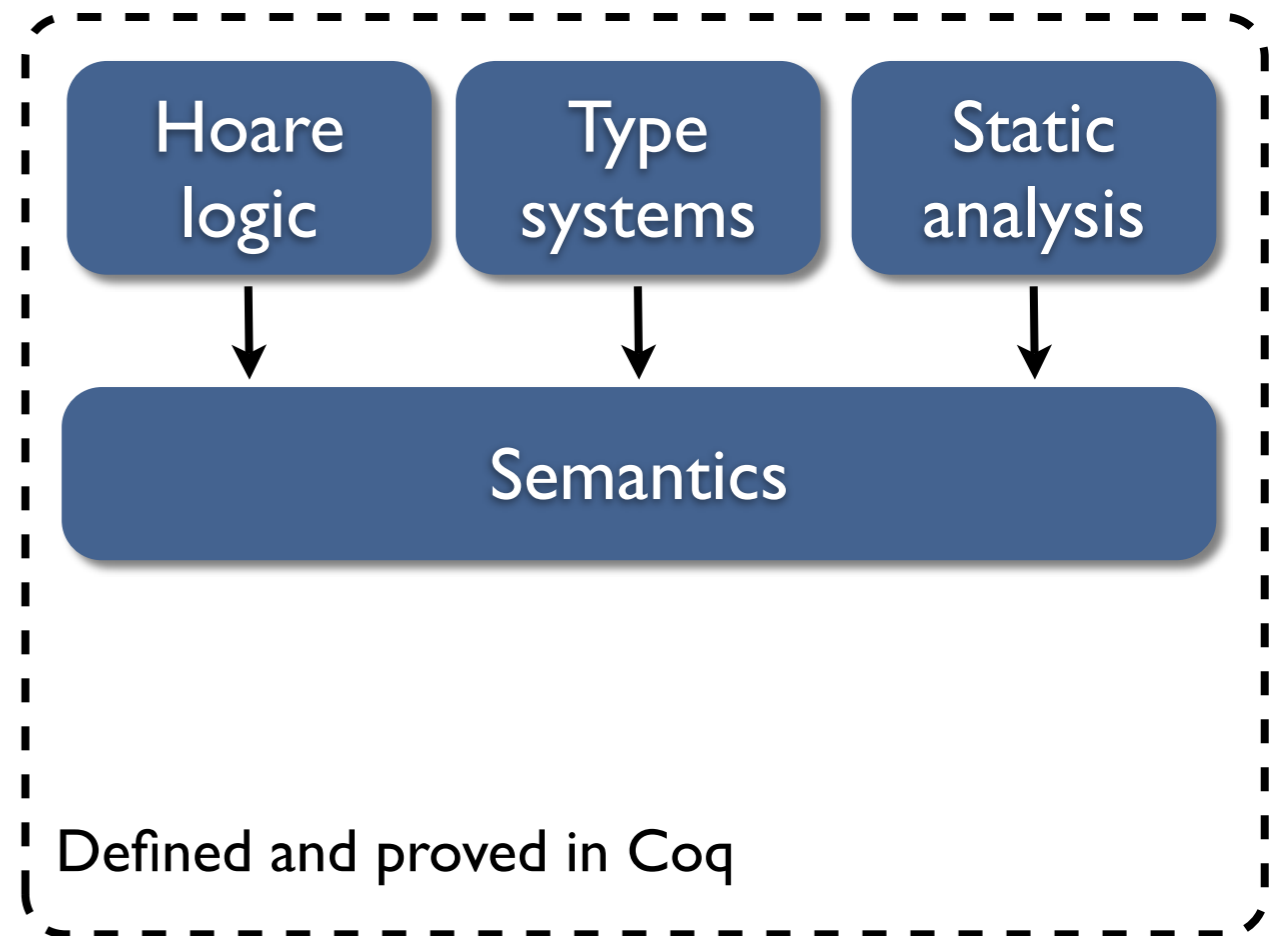 Hoare
logic
Type
systems
Static
analysis
Semantics
Defined and proved in Coq